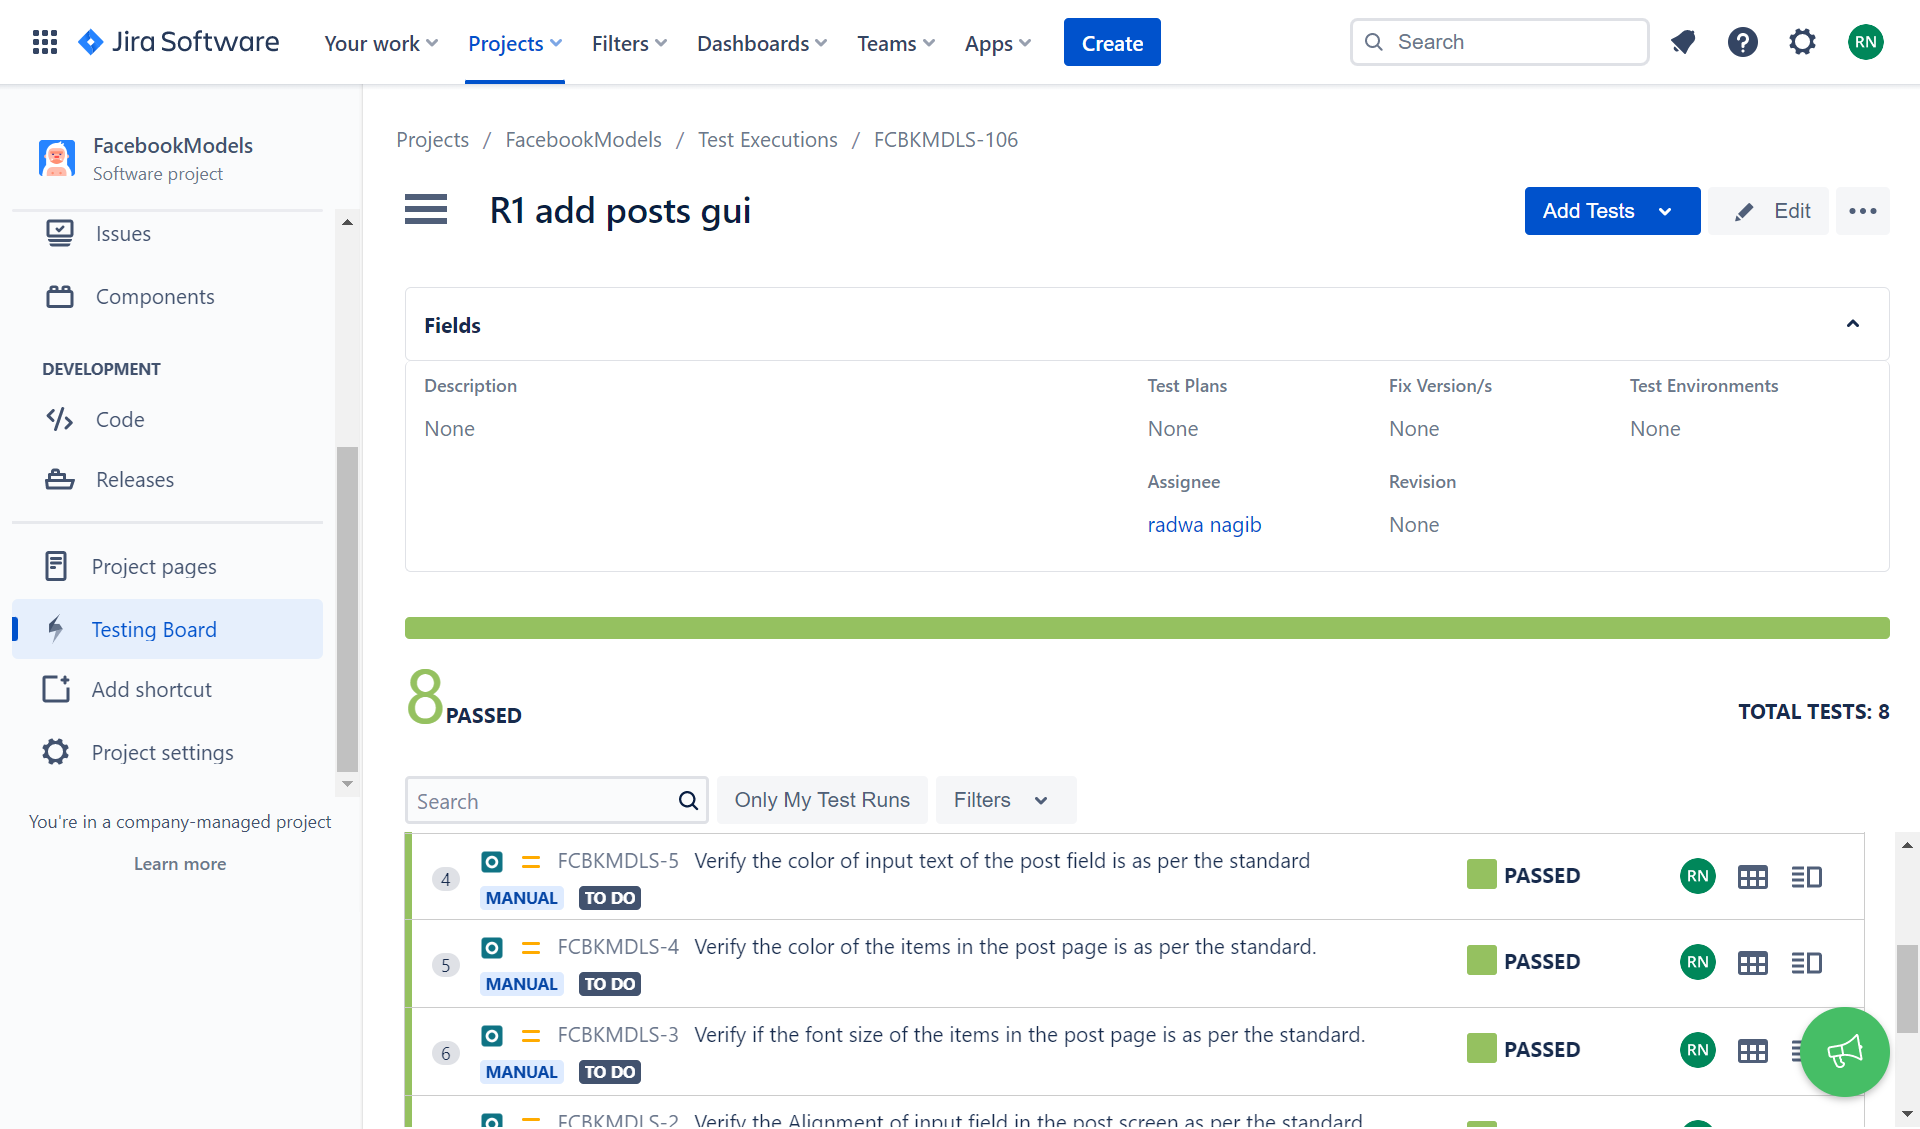 Jira Software
Your work Projects Filters Dashboards Teams Apps Create Search RN
FacebookModels
Software project
Issues
Components
DEVELOPMENT
Code
Releases
Project pages
Testing Board
Add shortcut
Project settings
You're in a company-managed project
Learn more
Projects / FacebookModels / Test Executions / FCBKMDLS-106
R1 add posts gui
Add Tests Edit
Fields
Description Test Plans Fix Version/s Test Environments
None None None None
Assignee Revision
radwa nagib None
8 PASSED
TOTAL TESTS: 8
Search Only My Test Runs Filters
4 FCBKMDLS-5 Verify the color of input text of the post field is as per the standard PASSED RN
MANUAL TO DO
5 FCBKMDLS-4 Verify the color of the items in the post page is as per the standard. PASSED RN
MANUAL TO DO
6 FCBKMDLS-3 Verify if the font size of the items in the post page is as per the standard. PASSED RN
MANUAL TO DO
FCBKMDLS-2 Verify the Alignment of input field in the post screen as per the standard